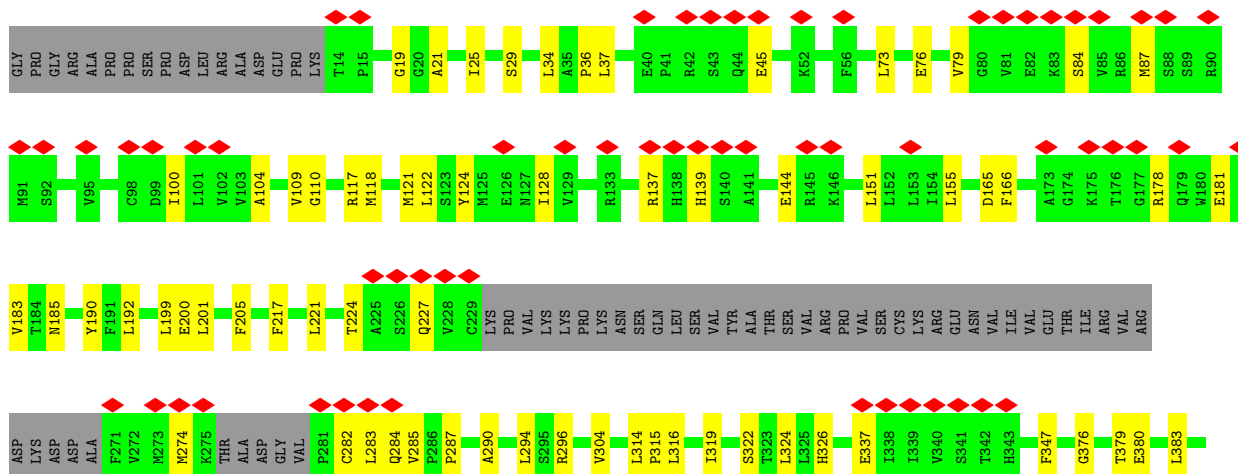 GLY PRO GLY ARG ALA PRO PRO SER PRO ASP LEU ARG ALA ASP GLU PRO LYS T14 P15 G19 G20 A21 I25 S29 L34 A35 P36 L37 E40 P41 R42 S43 Q44 E45 K52 F56 L73 E76 V79 G80 V81 E82 K83 S84 V85 R86 M87 S88 S89 R90
M91 S92 V95 C98 D99 I100 L101 V102 V103 A104 V109 G110 R117 M118 M121 L122 S123 Y124 M125 E126 N127 I128 V129 R133 R137 H138 H139 S140 A141 E144 R145 K146 L151 L152 L153 I154 L155 D165 F166 A173 G174 K175 T176 G177 R178 Q179 W180 E181
V183 T184 N185 Y190 F191 L192 L199 E200 L201 F205 F217 L221 T224 A225 S226 Q227 V228 C229 LYS PRO VAL LYS LYS PRO LYS ASN SER GLN LEU SER VAL TYR ALA THR SER VAL ARG PRO VAL SER CYS LYS ARG GLU ASN VAL ILE VAL GLU THR ILE ARG VAL ARG
ASP LYS ASP ASP ALA F271 V272 M273 M274 K275 THR ALA ASP GLY VAL P281 C282 L283 Q284 V285 P286 P287 A290 L294 S295 R296 V304 L314 P315 L316 I319 S322 T323 L324 L325 H326 E337 I338 I339 V340 S341 T342 H343 F347 G376 T379 E380 L383